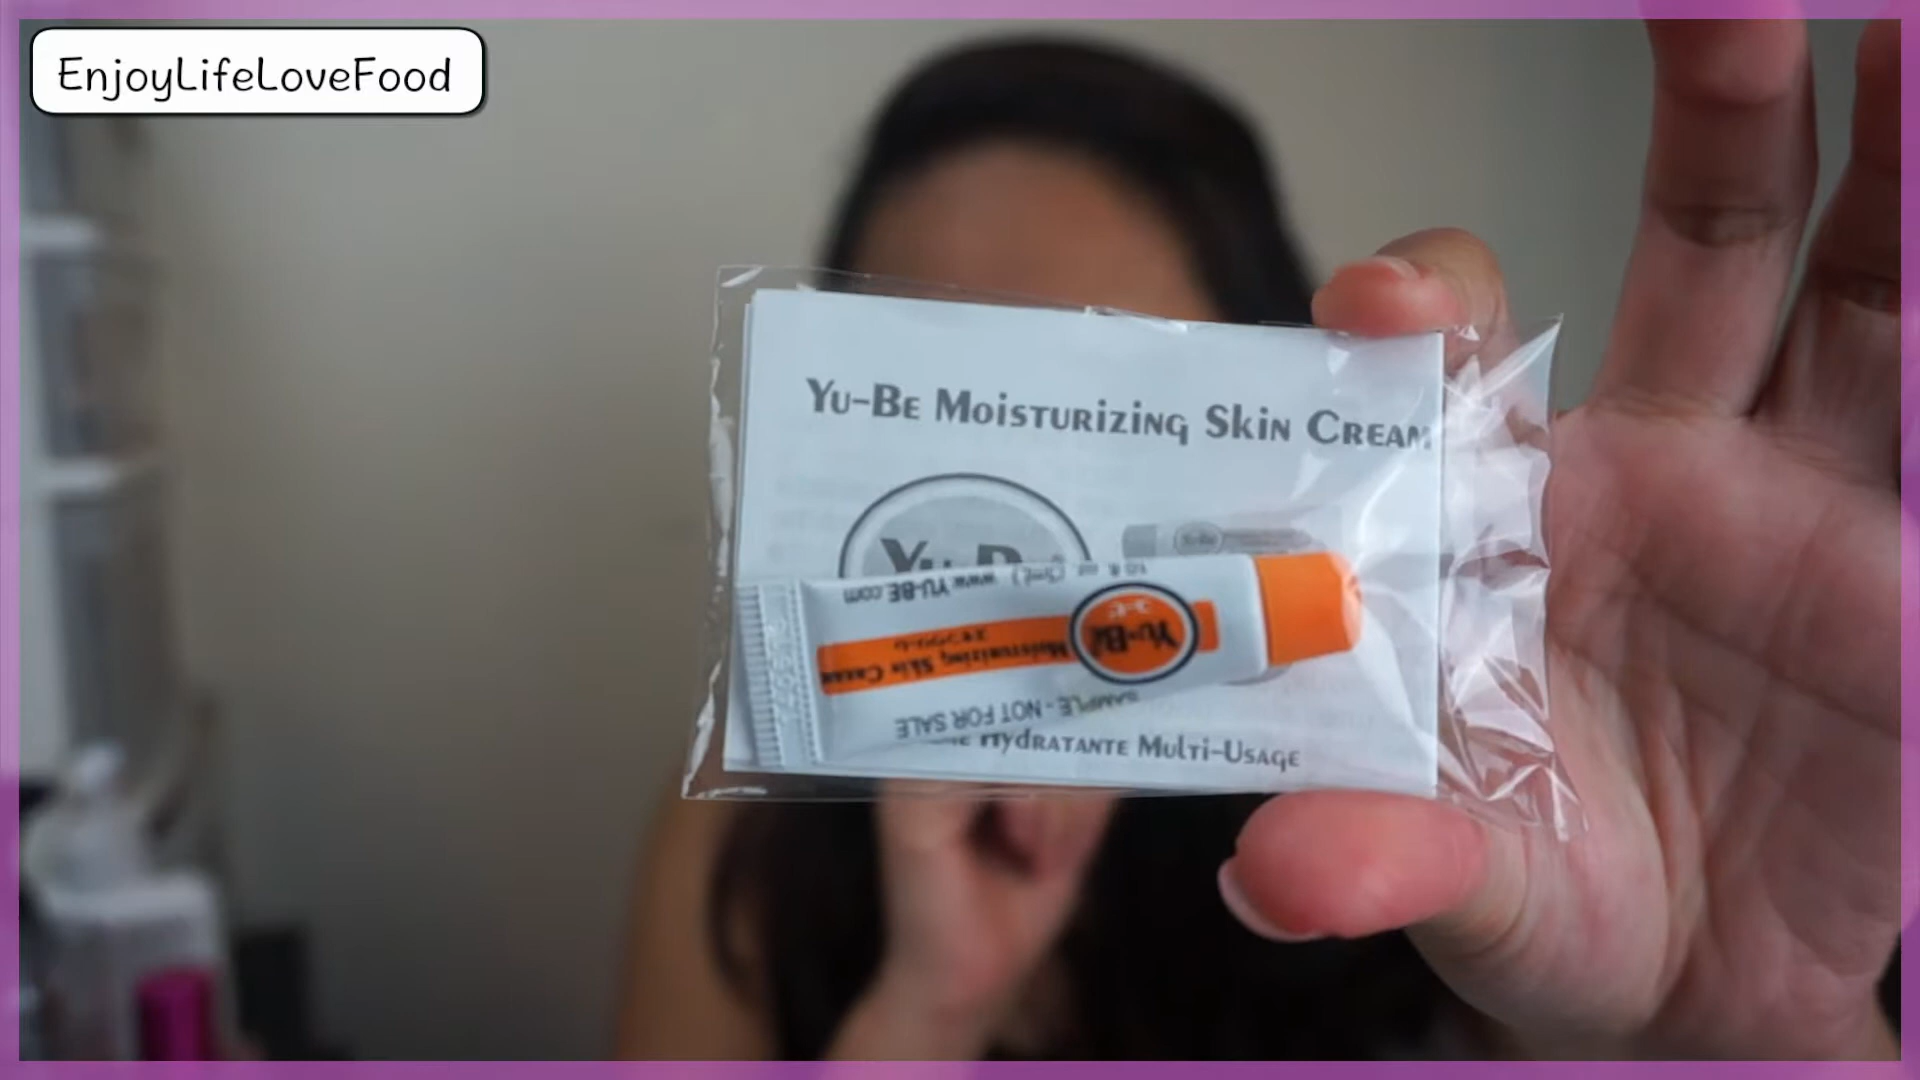 EnjoyLifeLoveFood
Yu-Be Moisturizing Skin Cream
www.YU-BE.com
Yu-Be
Moisturizing Skin Cream
SAMPLE - NOT FOR SALE
Hydratante Multi-Usage